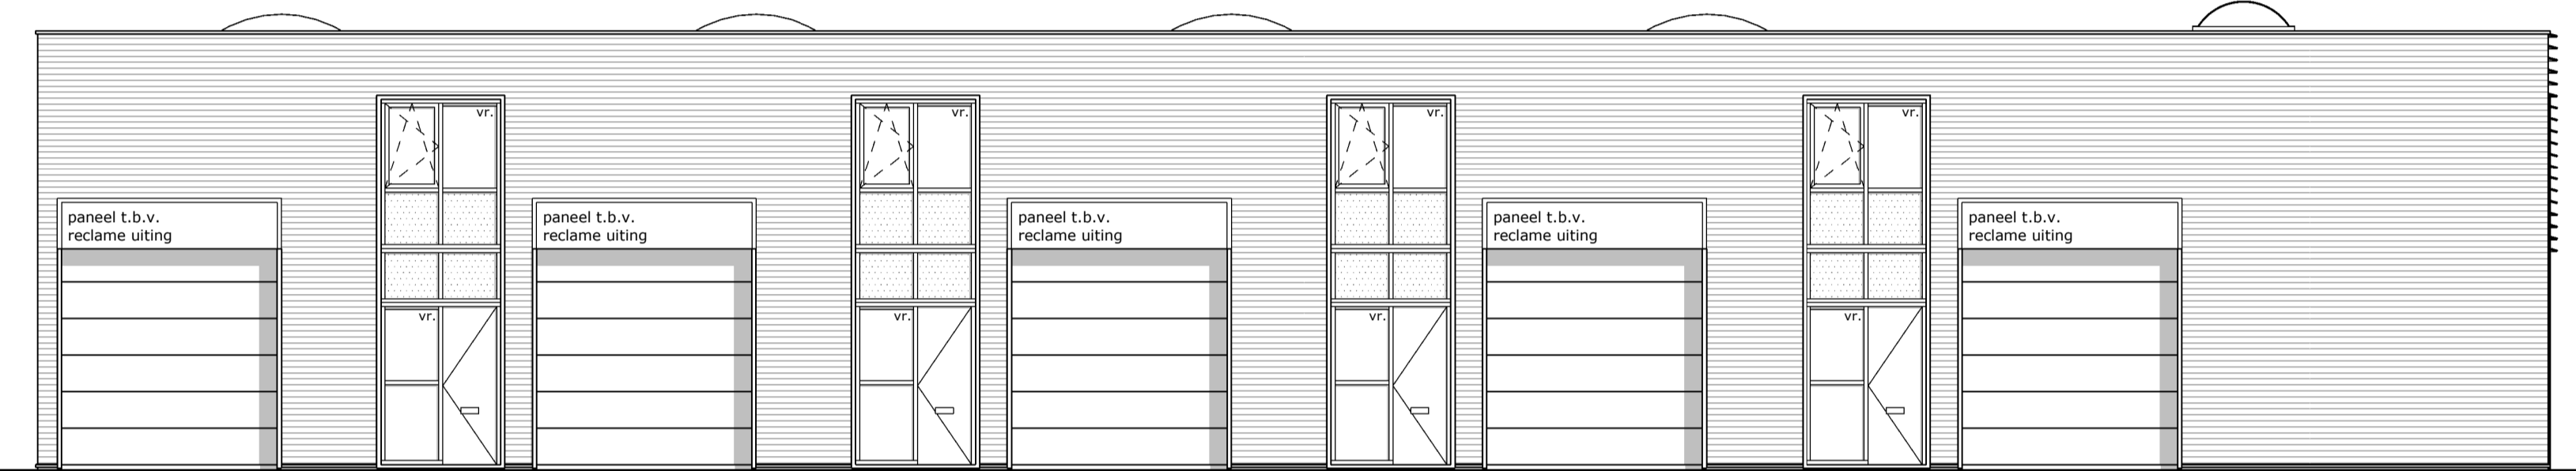 vr.
vr.
vr.
vr.
paneel t.b.v.
reclame uiting
paneel t.b.v.
reclame uiting
paneel t.b.v.
reclame uiting
paneel t.b.v.
reclame uiting
paneel t.b.v.
reclame uiting
vr.
vr.
vr.
vr.